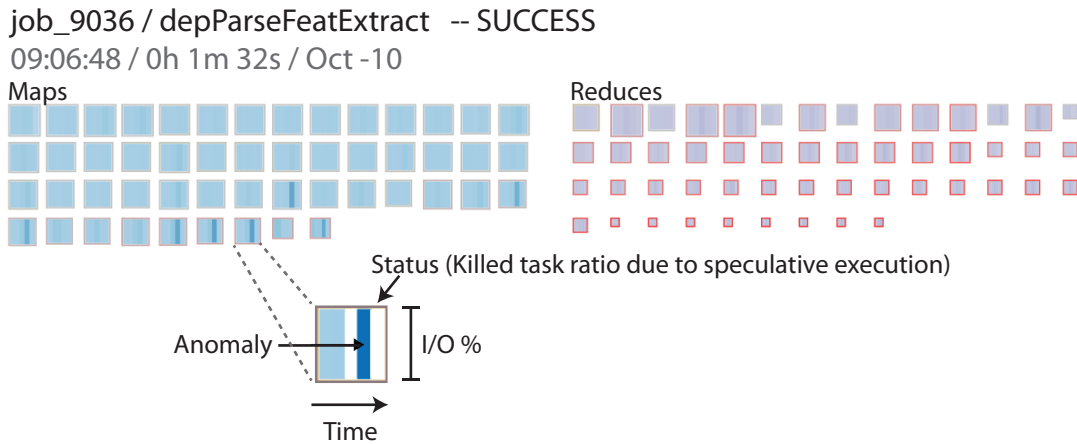 job_9036 / depParseFeatExtract -- SUCCESS
09:06:48 / 0h 1m 32s / Oct -10
Maps
Reduces
Status (Killed task ratio due to speculative execution)
Anomaly
I/O %
Time